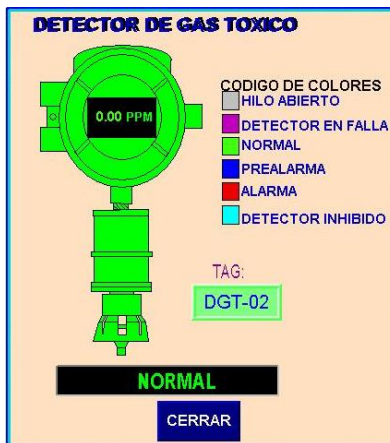 DETECTOR DE GAS TOXICO
0.00 PPM
CODIGO DE COLORES
HILO ABIERTO
DETECTOR EN FALLA
NORMAL
PREALARMA
ALARMA
DETECTOR INHIBIDO
TAG:
DGT-02
NORMAL
CERRAR